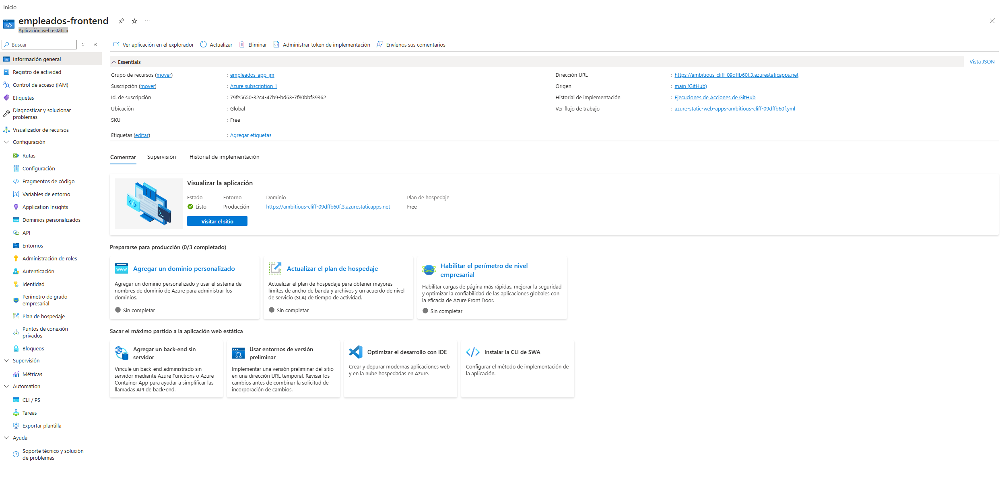 Inicio
empleados-frontend
Aplicación web estática
Buscar
Ver aplicación en el explorador
Actualizar
Eliminar
Administrar token de implementación
Envíenos sus comentarios
Información general
Registro de actividad
Control de acceso (IAM)
Etiquetas
Diagnosticar y solucionar
problemas
Visualizador de recursos
Configuración
Rutas
Configuración
Fragmentos de código
Variables de entorno
Application Insights
Dominios personalizados
API
Entornos
Administración de roles
Autenticación
Identidad
Perímetro de grado
empresarial
Plan de hospedaje
Puntos de conexión
privados
Bloqueos
Supervisión
Métricas
Automation
CLI / PS
Tareas
Exportar plantilla
Ayuda
Soporte técnico y solución
de problemas
Essentials
Vista JSON
Grupo de recursos (mover) : empleados-app-jm
Suscripción (mover) : Azure subscription 1
Id. de suscripción : 79fe5650-32c4-47b9-bd63-7f80bbf39362
Ubicación : Global
SKU : Free
Etiquetas (editar) : Agregar etiquetas
Dirección URL : https://ambitious-cliff-09dffb60f.3.azurestaticapps.net
Origen : main (GitHub)
Historial de implementación : Ejecuciones de Acciones de GitHub
Ver flujo de trabajo : azure-static-web-apps-ambitious-cliff-09dffb60f.yml
Comenzar
Supervisión
Historial de implementación
Visualizar la aplicación
Estado Entorno Dominio Plan de hospedaje
Listo Producción https://ambitious-cliff-09dffb60f.3.azurestaticapps.net Free
Visitar el sitio
Prepararse para producción (0/3 completado)
WWW
Agregar un dominio personalizado
Agregar un dominio personalizado y usar el sistema de
nombres de dominio de Azure para administrar los
dominios.
Sin completar
Actualizar el plan de hospedaje
Actualizar el plan de hospedaje para obtener mayores
límites de ancho de banda y archivos y un acuerdo de nivel
de servicio (SLA) de tiempo de actividad.
Sin completar
Habilitar el perímetro de nivel
empresarial
Habilitar cargas de página más rápidas, mejorar la seguridad
y optimizar la confiabilidad de las aplicaciones globales con
la eficacia de Azure Front Door.
Sin completar
Sacar el máximo partido a la aplicación web estática
Agregar un back-end sin
servidor
Vincule un back-end administrado sin
servidor mediante Azure Functions o Azure
Container App para ayudar a simplificar las
llamadas API de back-end.
Usar entornos de versión
preliminar
Implementar una versión preliminar del sitio
en una dirección URL temporal. Revisar los
cambios antes de combinar la solicitud de
incorporación de cambios.
Optimizar el desarrollo con IDE
Crear y depurar modernas aplicaciones web
y en la nube hospedadas en Azure.
Instalar la CLI de SWA
Configurar el método de implementación de
la aplicación.